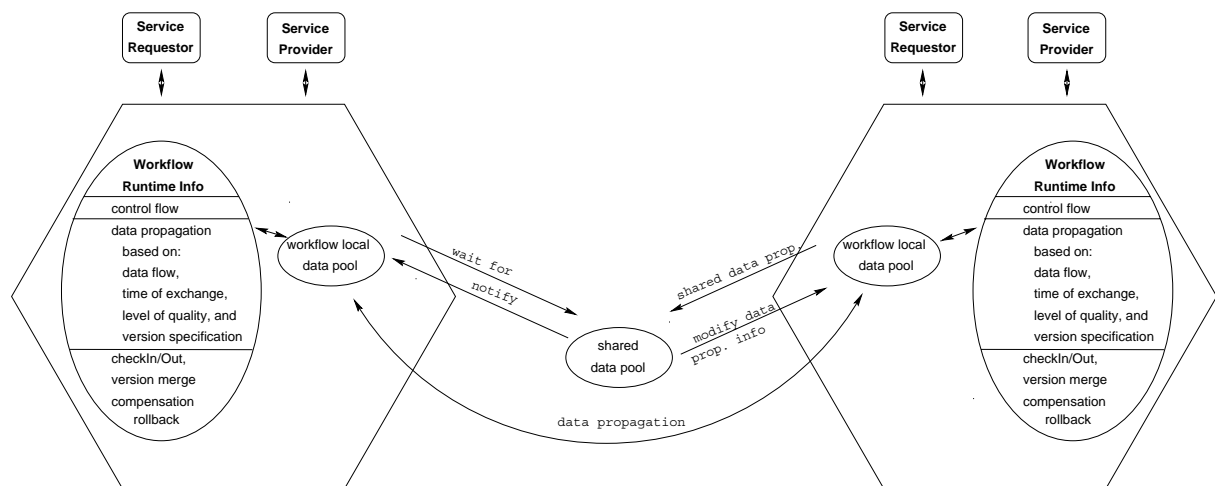 Service
Requestor
Service
Provider
Workflow
Runtime Info
control flow
data propagation
based on:
data flow,
time of exchange,
level of quality, and
version specification
checkIn/Out,
version merge
compensation
rollback
workflow local
data pool
wait for
notify
shared
data pool
data propagation
shared data prop.
modify data
prop. info
Service
Requestor
Service
Provider
workflow local
data pool
Workflow
Runtime Info
control flow
data propagation
based on:
data flow,
time of exchange,
level of quality, and
version specification
checkIn/Out,
version merge
compensation
rollback